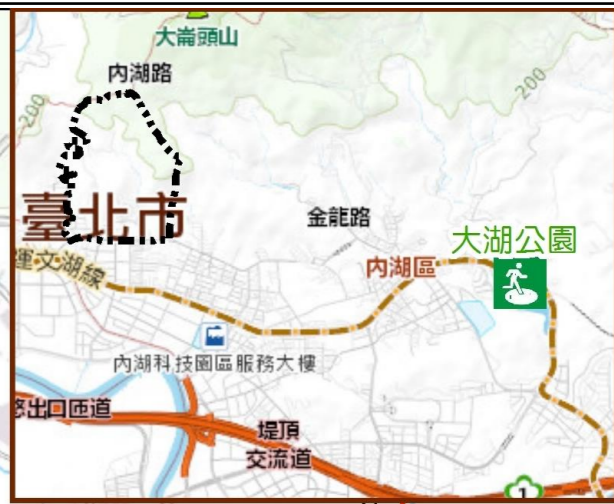 大崙頭山
內湖路
200
200
臺北市
金龍路
大湖公園
內湖區
運文湖線
內湖科技園區服務大樓
出口匝道
堤頂
交流道
1